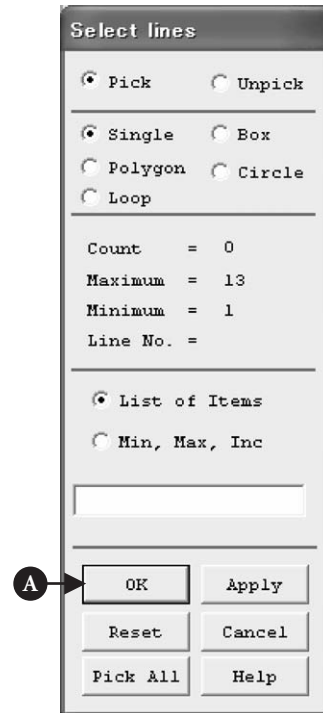 Select lines
Pick Unpick
Single Box
Polygon Circle
Loop
Count = 0
Maximum = 13
Minimum = 1
Line No. =
List of Items
Min, Max, Inc
A OK Apply
Reset Cancel
Pick All Help